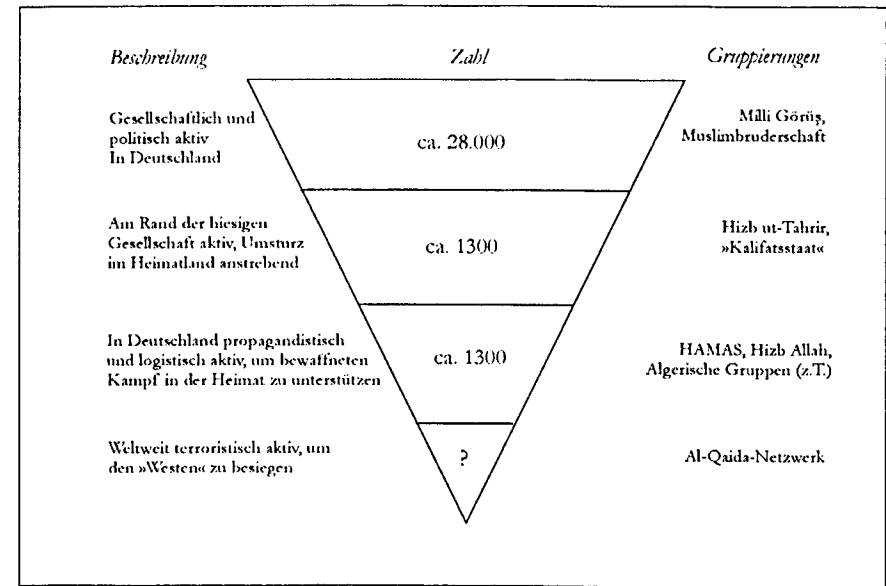 Beschreibung Zahl Gruppierungen
Gesellschaftlich und
politisch aktiv
In Deutschland
ca. 28.000
Milli Görüş,
Muslimbruderschaft
Am Rand der hiesigen
Gesellschaft aktiv, Umsturz
im Heimatland anstrebend
ca. 1300
Hizb ut-Tahrir,
»Kalifatsstaat«
In Deutschland propagandistisch
und logistisch aktiv, um bewaffneten
Kampf in der Heimat zu unterstützen
ca. 1300
HAMAS, Hizb Allah,
Algerische Gruppen (z.T.)
Weltweit terroristisch aktiv, um
den »Westen« zu besiegen
?
Al-Qaida-Netzwerk